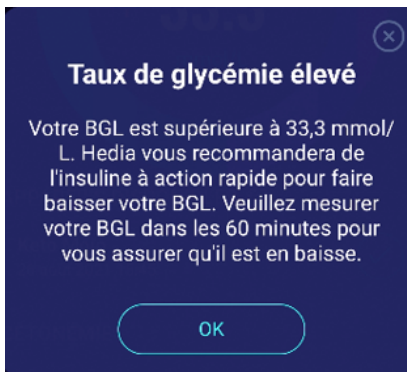 Taux de glycémie élevé
Votre BGL est supérieure à 33,3 mmol/
L. Hedia vous recommandera de
l'insuline à action rapide pour faire
baisser votre BGL. Veuillez mesurer
votre BGL dans les 60 minutes pour
vous assurer qu'il est en baisse.
OK